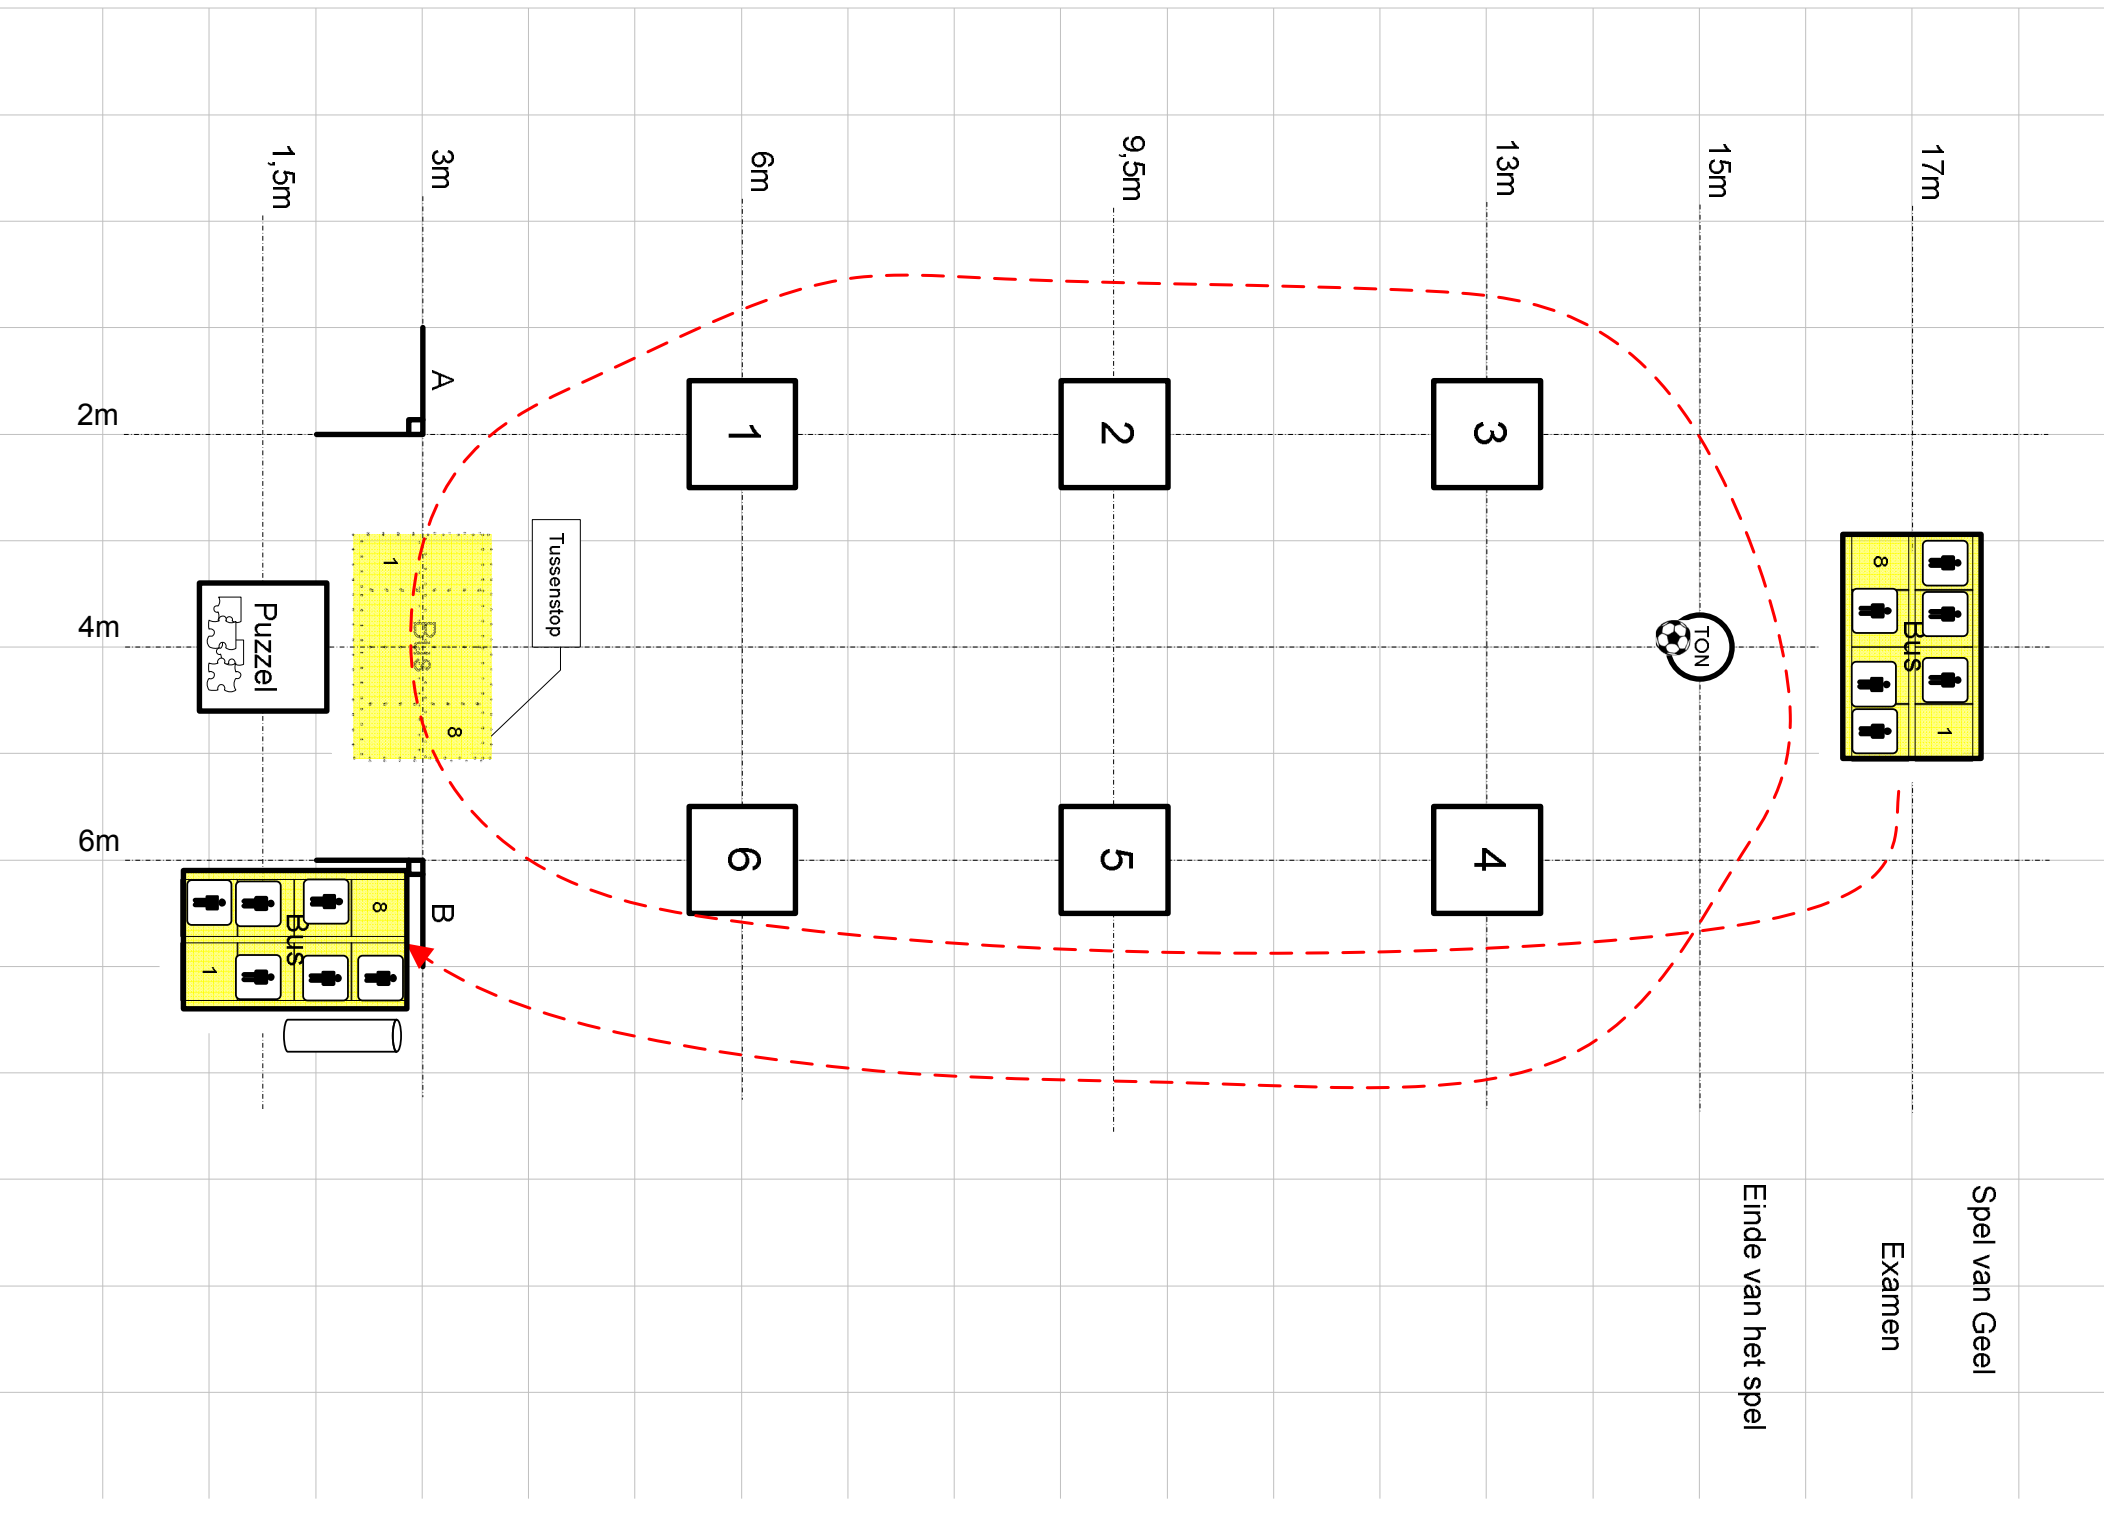 Spel van Geel
Examen
Einde van het spel
17m
15m
13m
9,5m
6m
3m
1,5m
2m
4m
6m
A
B
1
2
3
4
5
6
TON
Tussenstop
Puzzel
8
Bus
1
1
Bus
8
8
Bus
1